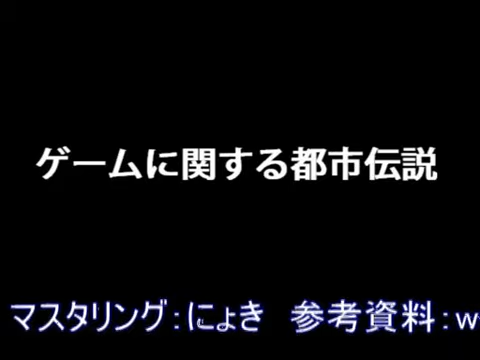 ゲームに関する都市伝説
マスタリング：にょき　参考資料：w